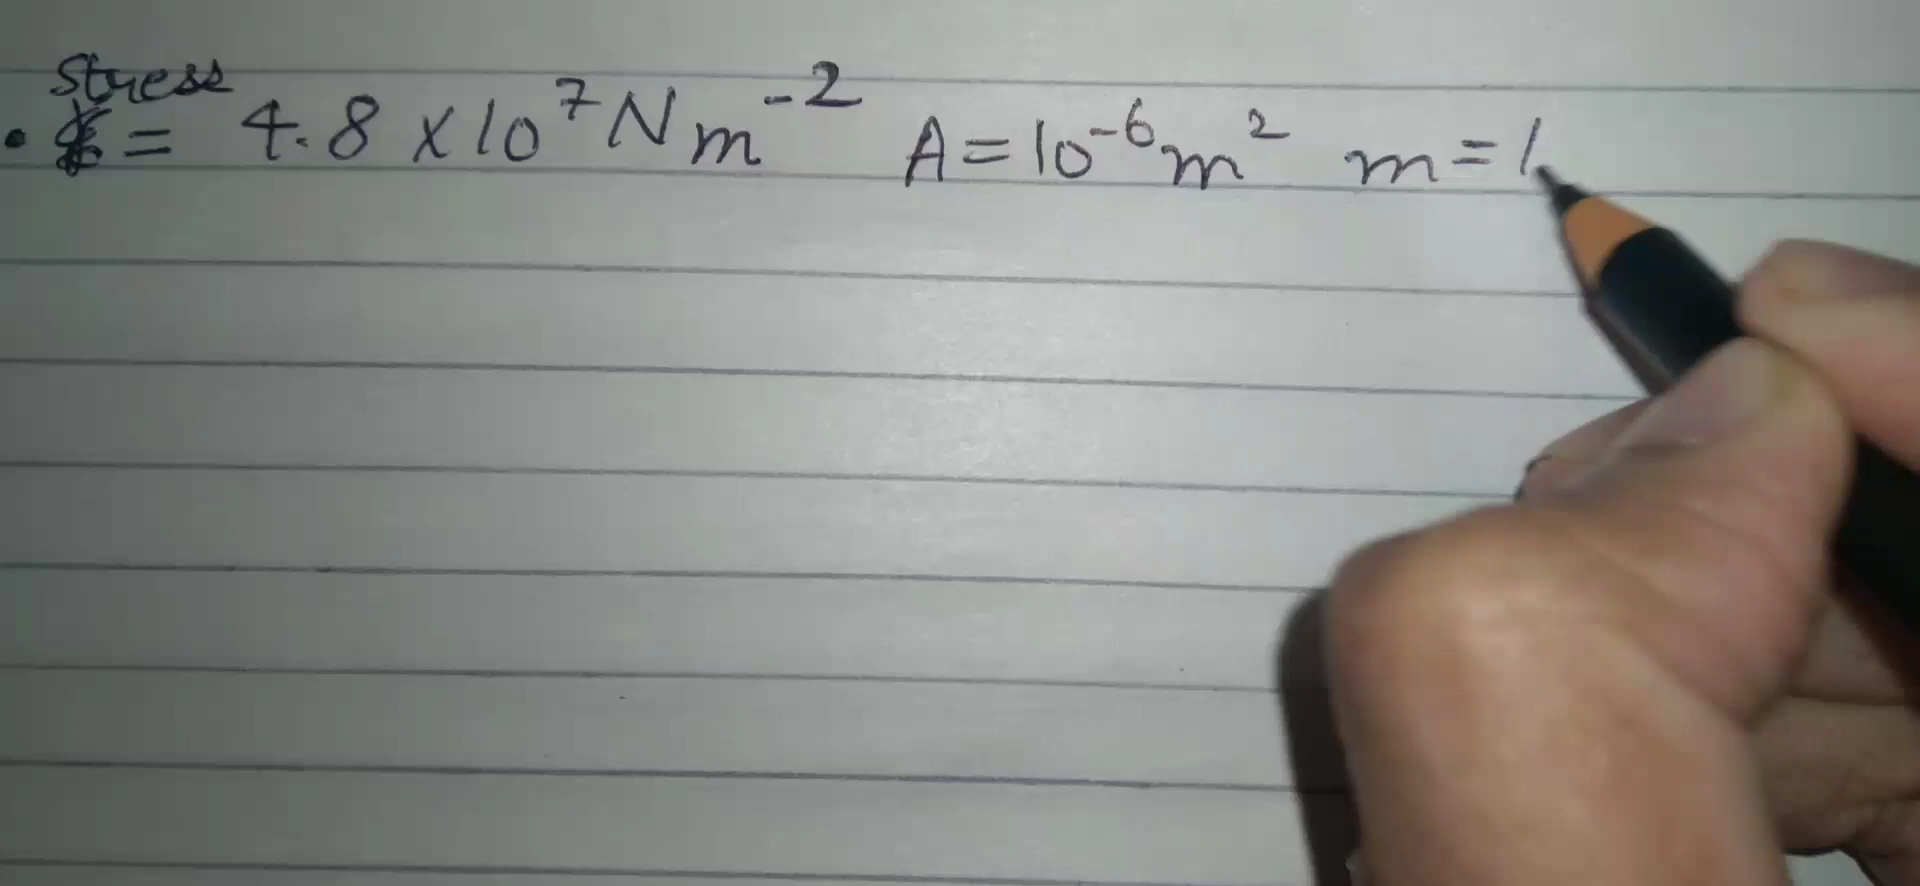 Stress
= 4.8 x 10⁷ N m⁻² A = 10⁻⁶ m² m = 1